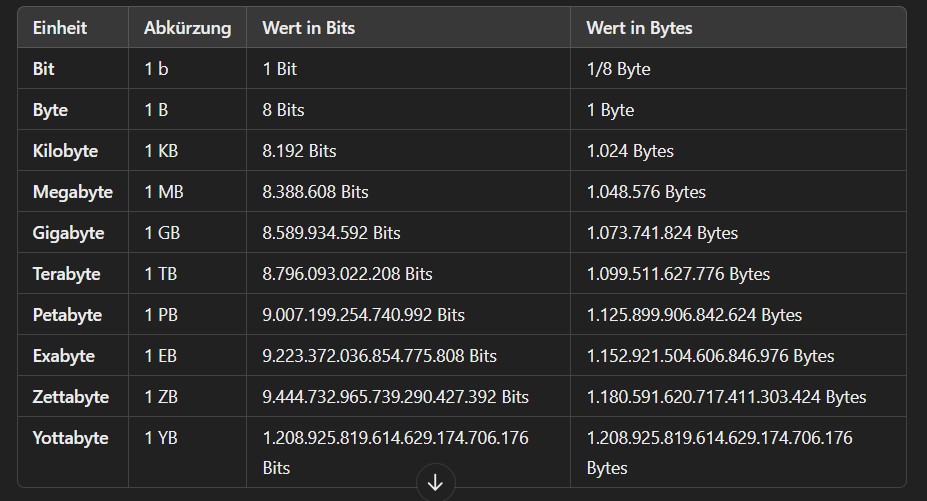 Einheit Abkürzung Wert in Bits Wert in Bytes
Bit 1 b 1 Bit 1/8 Byte
Byte 1 B 8 Bits 1 Byte
Kilobyte 1 KB 8.192 Bits 1.024 Bytes
Megabyte 1 MB 8.388.608 Bits 1.048.576 Bytes
Gigabyte 1 GB 8.589.934.592 Bits 1.073.741.824 Bytes
Terabyte 1 TB 8.796.093.022.208 Bits 1.099.511.627.776 Bytes
Petabyte 1 PB 9.007.199.254.740.992 Bits 1.125.899.906.842.624 Bytes
Exabyte 1 EB 9.223.372.036.854.775.808 Bits 1.152.921.504.606.846.976 Bytes
Zettabyte 1 ZB 9.444.732.965.739.290.427.392 Bits 1.180.591.620.717.411.303.424 Bytes
Yottabyte 1 YB 1.208.925.819.614.629.174.706.176 1.208.925.819.614.629.174.706.176
Bits Bytes